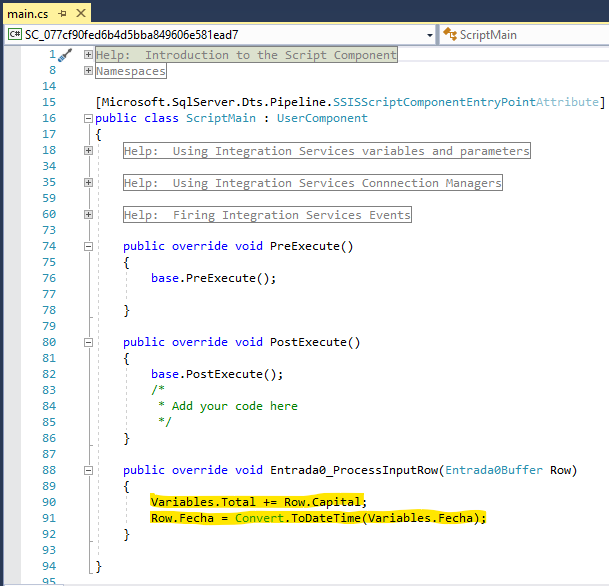 main.cs
C# SC_077cf90fed6b4d5bba849606e581ead7 ScriptMain
1 Help: Introduction to the Script Component
8 Namespaces
14
15 [Microsoft.SqlServer.Dts.Pipeline.SSISScriptComponentEntryPointAttribute]
16 public class ScriptMain : UserComponent
17 {
18 Help: Using Integration Services variables and parameters
34
35 Help: Using Integration Services Connnection Managers
59
60 Help: Firing Integration Services Events
73
74 public override void PreExecute()
75 {
76 base.PreExecute();
77
78 }
79
80 public override void PostExecute()
81 {
82 base.PostExecute();
83 /*
84 * Add your code here
85 */
86 }
87
88 public override void Entrada0_ProcessInputRow(Entrada0Buffer Row)
89 {
90 Variables.Total += Row.Capital;
91 Row.Fecha = Convert.ToDateTime(Variables.Fecha);
92 }
93
94 }
95